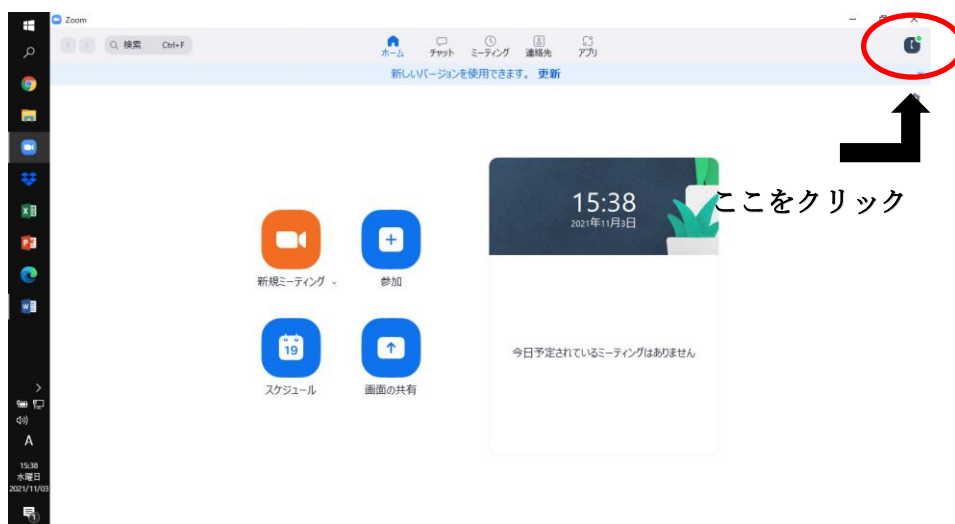 Zoom
検索 Ctrl+F
ホーム
チャット
ミーティング
連絡先
アプリ
新しいバージョンを使用できます。 更新
ここをクリック
15:38
2021年11月3日
新規ミーティング
参加
19
スケジュール
画面の共有
今日予定されているミーティングはありません
A
15:38
水曜日
2021/11/03